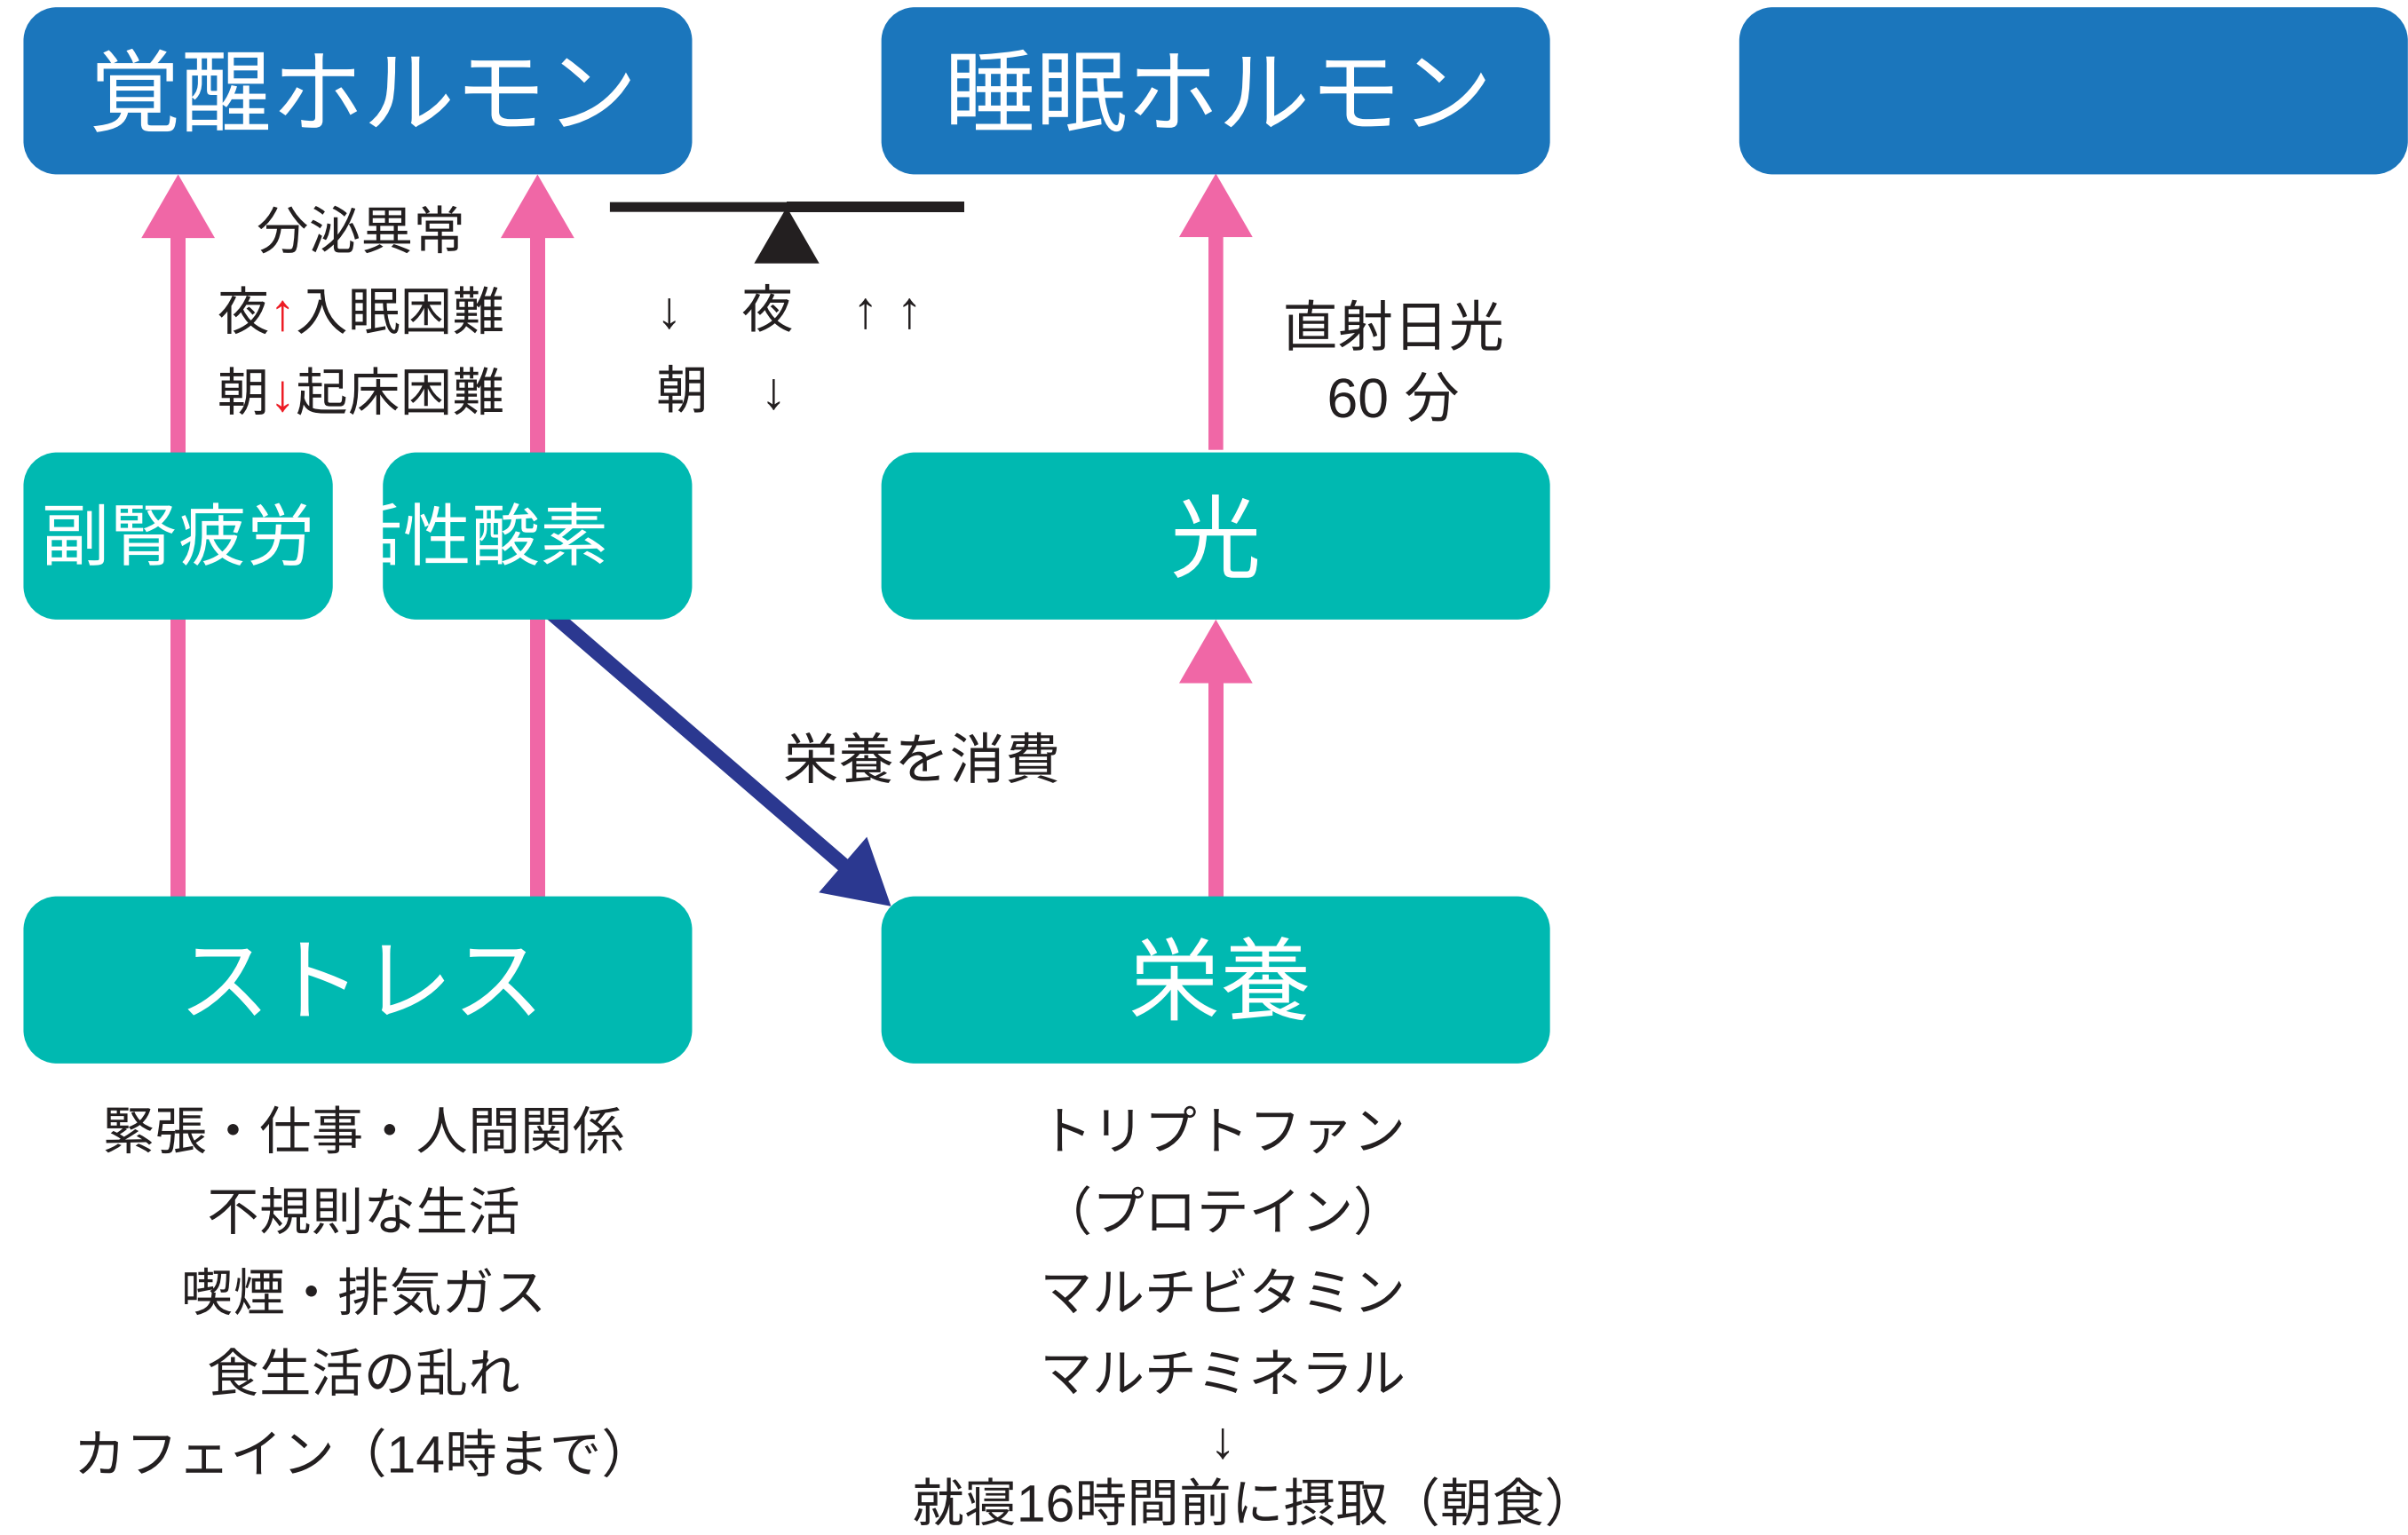 覚醒ホルモン
睡眠ホルモン
分泌異常
夜↑入眠困難
朝↓起床困難
↓ 夜 ↑ ↑
朝 ↓
直射日光
60 分
副腎疲労
性酸素
光
栄養を消費
ストレス
栄養
緊張・仕事・人間関係
不規則な生活
喫煙・排気ガス
食生活の乱れ
カフェイン（14時まで）
トリプトファン
（プロテイン）
マルチビタミン
マルチミネラル
↓
就寝16時間前に摂取（朝食）